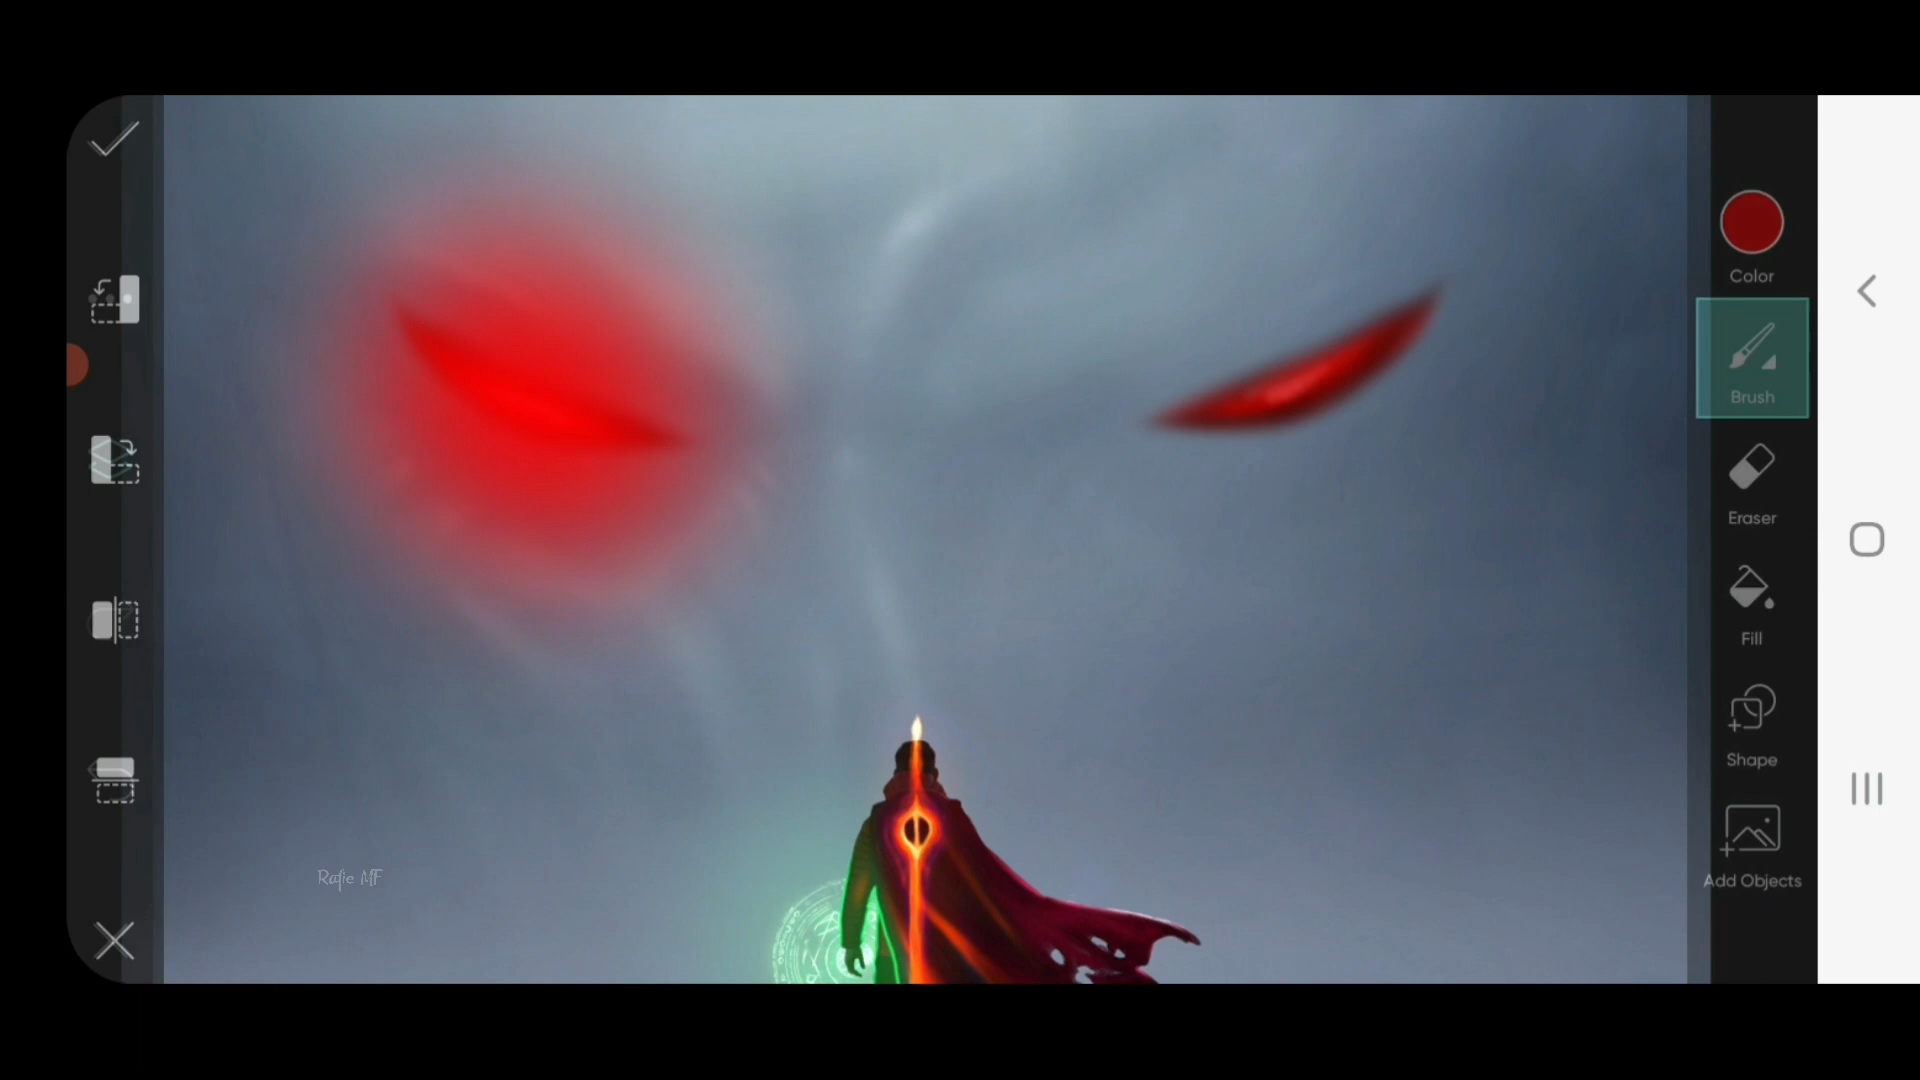 Color
Brush
Eraser
Fill
Shape
Add Objects
Rafie MF